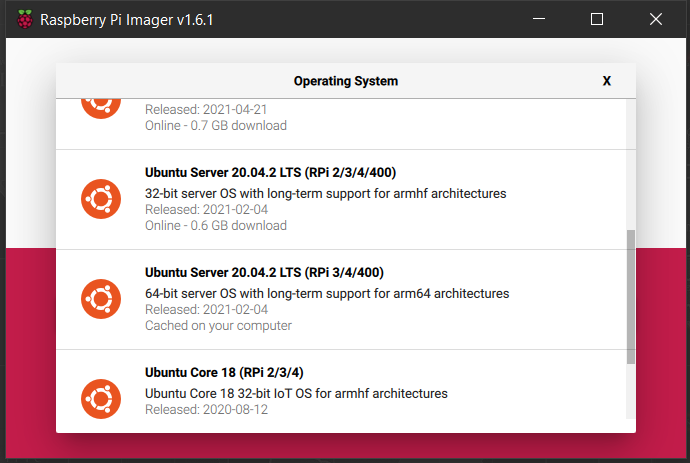 Raspberry Pi Imager v1.6.1
Operating System
X
Released: 2021-04-21
Online - 0.7 GB download
Ubuntu Server 20.04.2 LTS (RPi 2/3/4/400)
32-bit server OS with long-term support for armhf architectures
Released: 2021-02-04
Online - 0.6 GB download
Ubuntu Server 20.04.2 LTS (RPi 3/4/400)
64-bit server OS with long-term support for arm64 architectures
Released: 2021-02-04
Cached on your computer
Ubuntu Core 18 (RPi 2/3/4)
Ubuntu Core 18 32-bit IoT OS for armhf architectures
Released: 2020-08-12